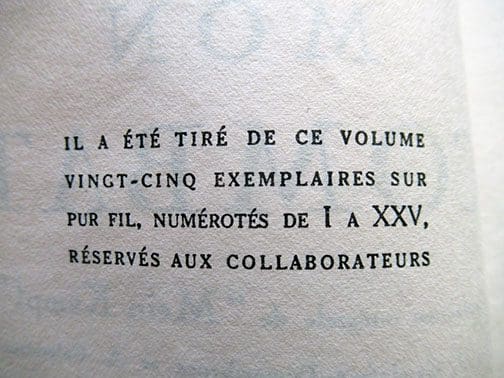 IL A ÉTÉ TIRÉ DE CE VOLUME
VINGT-CINQ EXEMPLAIRES SUR
PUR FIL, NUMÉROTÉS DE I A XXV,
RÉSERVÉS AUX COLLABORATEURS